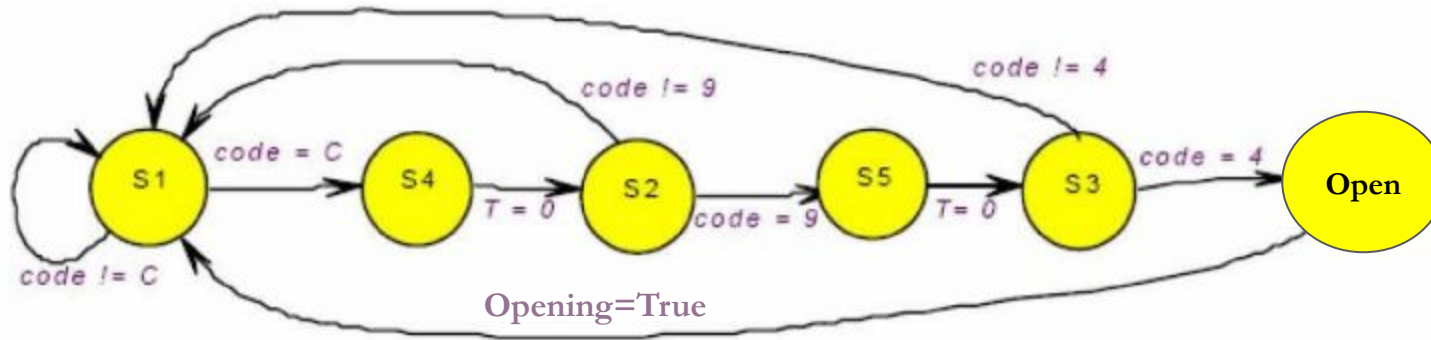 code != 4
code != 9
code = C
code = 4
S1
S4
S2
S5
S3
Open
T = 0
code = 9
T= 0
code != C
Opening=True